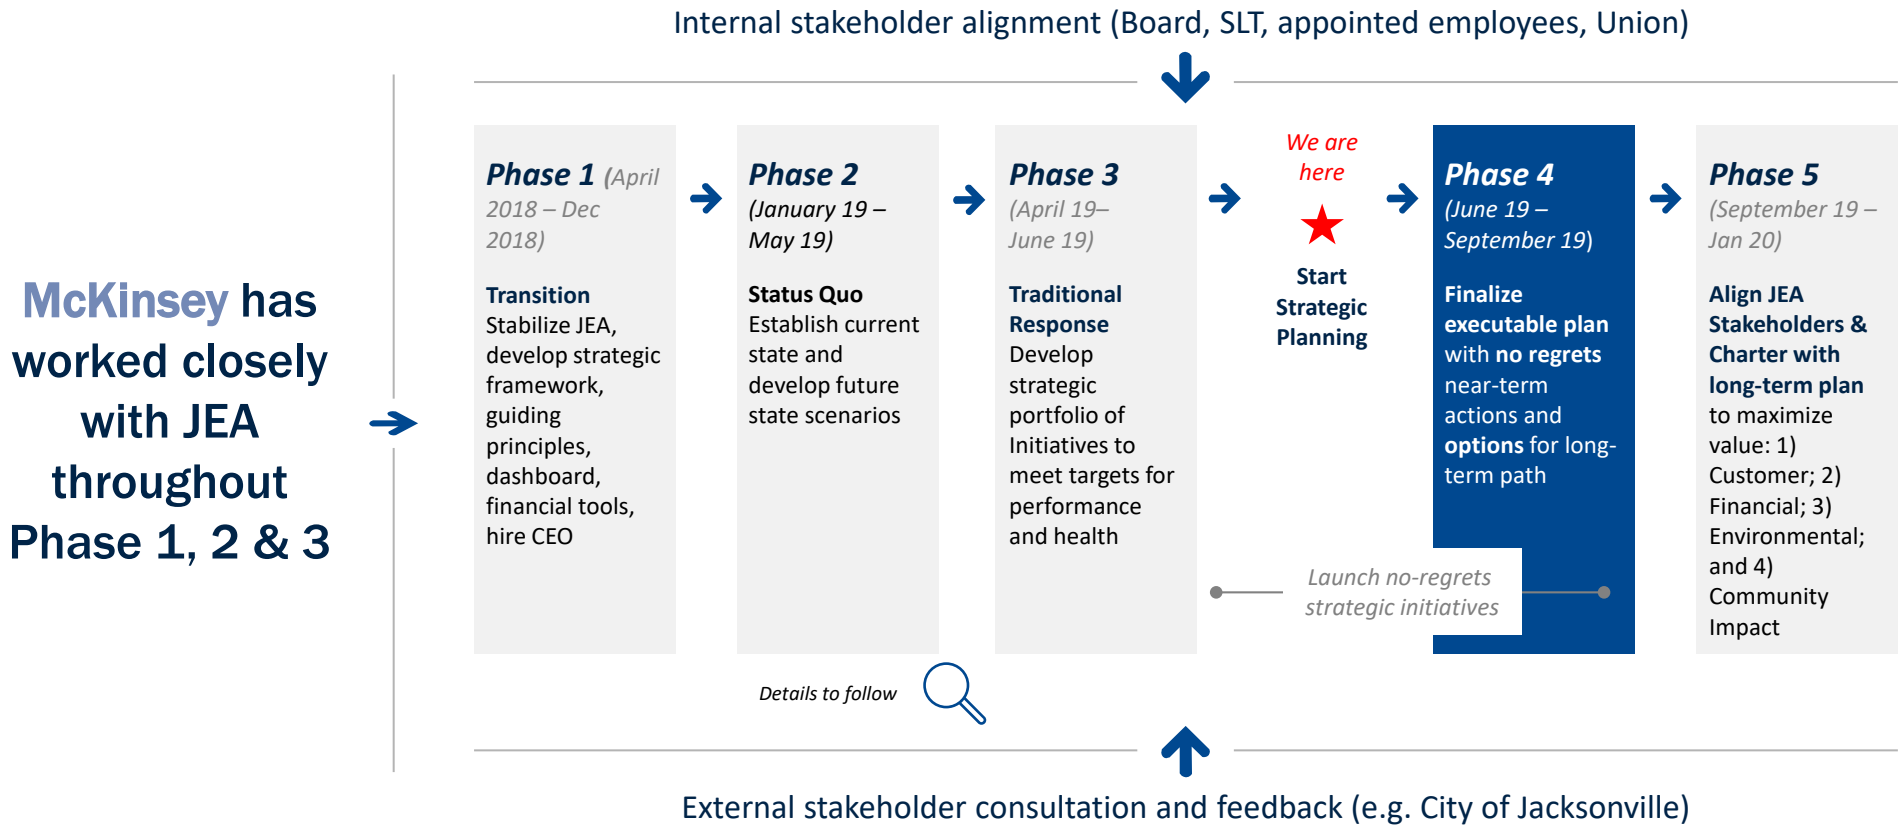 Internal stakeholder alignment (Board, SLT, appointed employees, Union)
McKinsey has
worked closely
with JEA
throughout
Phase 1, 2 & 3
Phase 1 (April
2018 – Dec
2018)
Transition
Stabilize JEA,
develop strategic
framework,
guiding
principles,
dashboard,
financial tools,
hire CEO
Phase 2
(January 19 –
May 19)
Status Quo
Establish current
state and
develop future
state scenarios
Phase 3
(April 19–
June 19)
Traditional
Response
Develop
strategic
portfolio of
Initiatives to
meet targets for
performance
and health
We are
here
Start
Strategic
Planning
Phase 4
(June 19 –
September 19)
Finalize
executable plan
with no regrets
near-term
actions and
options for long-
term path
Launch no-regrets
strategic initiatives
Phase 5
(September 19 –
Jan 20)
Align JEA
Stakeholders &
Charter with
long-term plan
to maximize
value: 1)
Customer; 2)
Financial; 3)
Environmental;
and 4)
Community
Impact
Details to follow
External stakeholder consultation and feedback (e.g. City of Jacksonville)